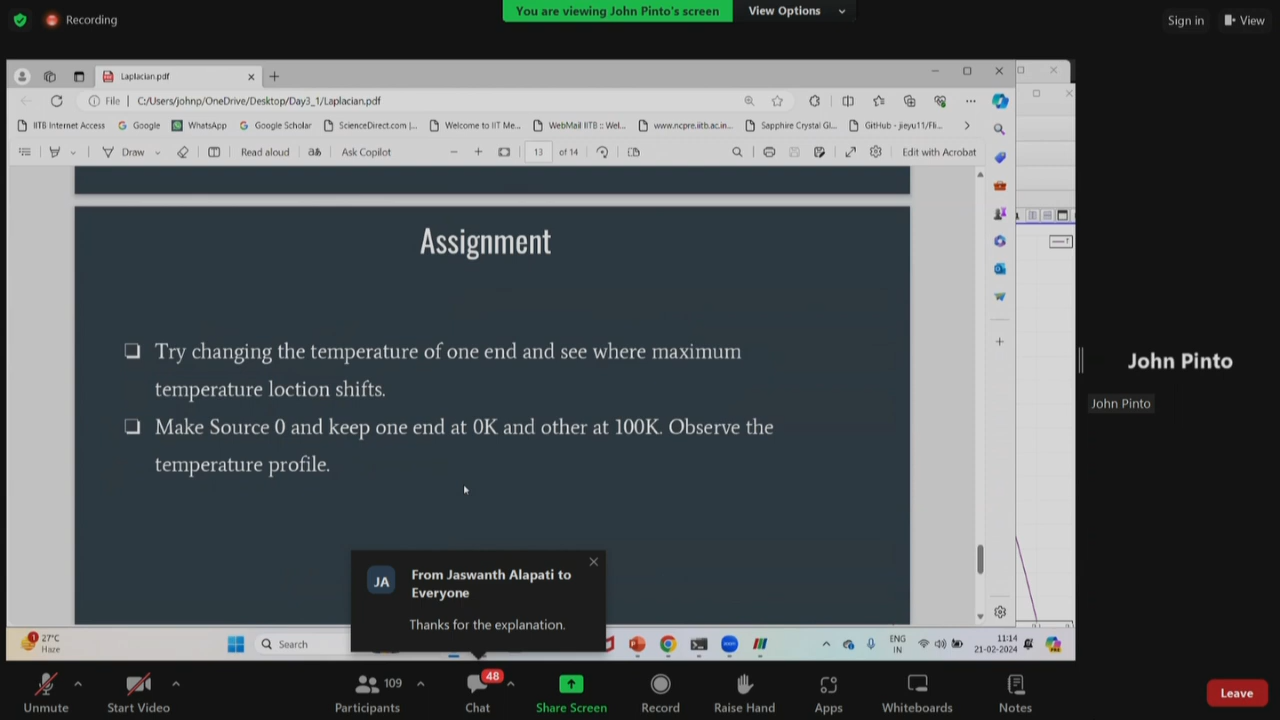 Recording
You are viewing John Pinto's screen
View Options
Sign in
View
Laplacian.pdf
File
C:/Users/johnp/OneDrive/Desktop/Day3_1/Laplacian.pdf
IITB Internet Access
Google
WhatsApp
Google Scholar
ScienceDirect.com |...
Welcome to IIT Me...
WebMail IITB :: Wel...
www.ncpre.iitb.ac.in...
Sapphire Crystal Gl...
GitHub - jieyu11/Fli...
Draw
Read aloud
Ask Copilot
13
of 14
Edit with Acrobat
Assignment
Try changing the temperature of one end and see where maximum
temperature loction shifts.
Make Source 0 and keep one end at 0K and other at 100K. Observe the
temperature profile.
John Pinto
John Pinto
JA
From Jaswanth Alapati to
Everyone
Thanks for the explanation.
1
27°C
Haze
Search
ENG
IN
11:14
21-02-2024
Unmute
Start Video
109
Participants
48
Chat
Share Screen
Record
Raise Hand
Apps
Whiteboards
Notes
Leave